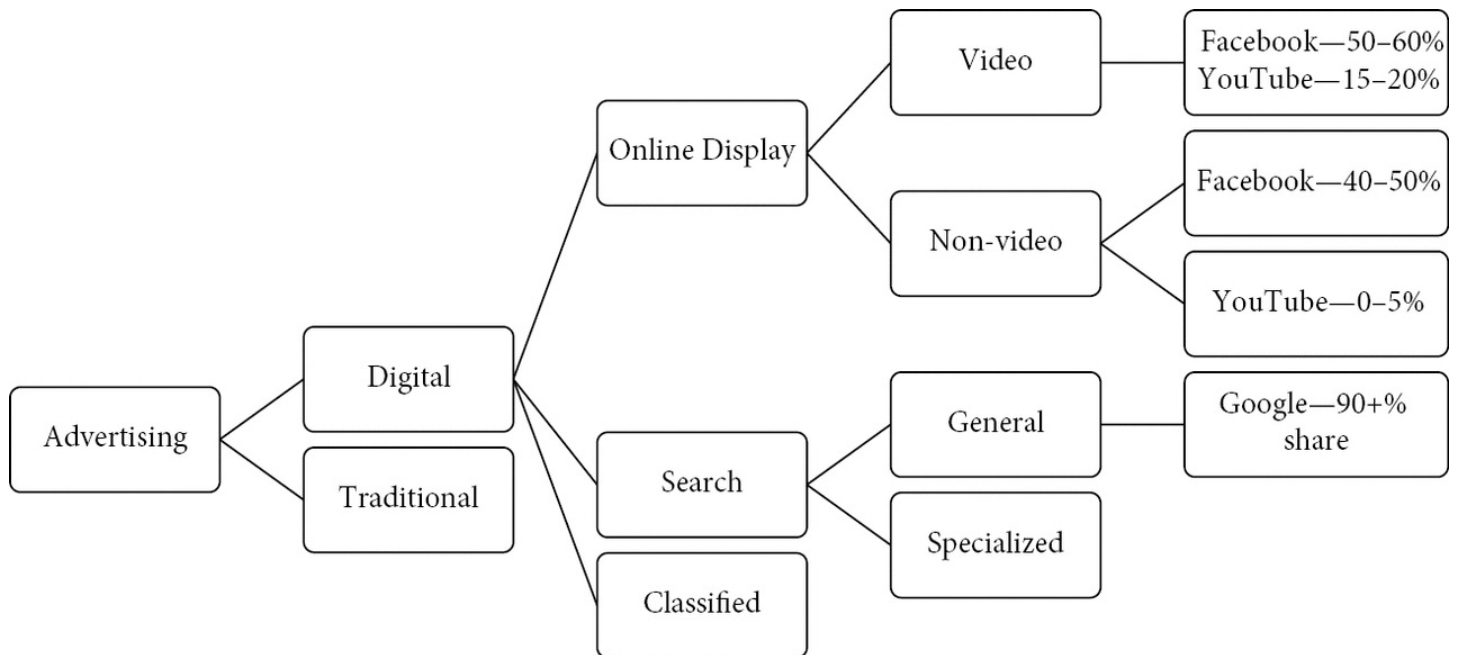 Advertising
Digital
Traditional
Online Display
Search
Classified
Video
Non-video
General
Specialized
Facebook—50–60%
YouTube—15–20%
Facebook—40–50%
YouTube—0–5%
Google—90+%
share